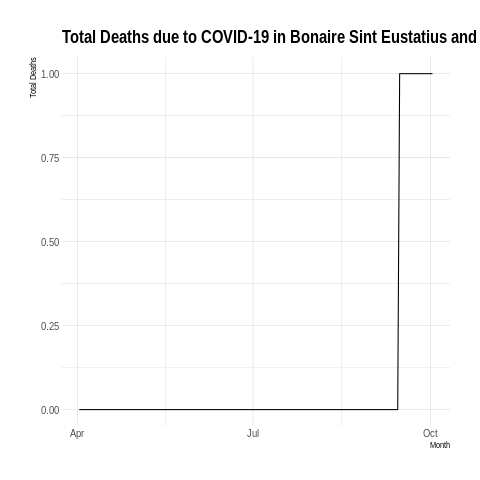 Total Deaths due to COVID-19 in Bonaire Sint Eustatius and
Total Deaths
1.00
0.75
0.50
0.25
0.00
Apr Jul Oct
Month